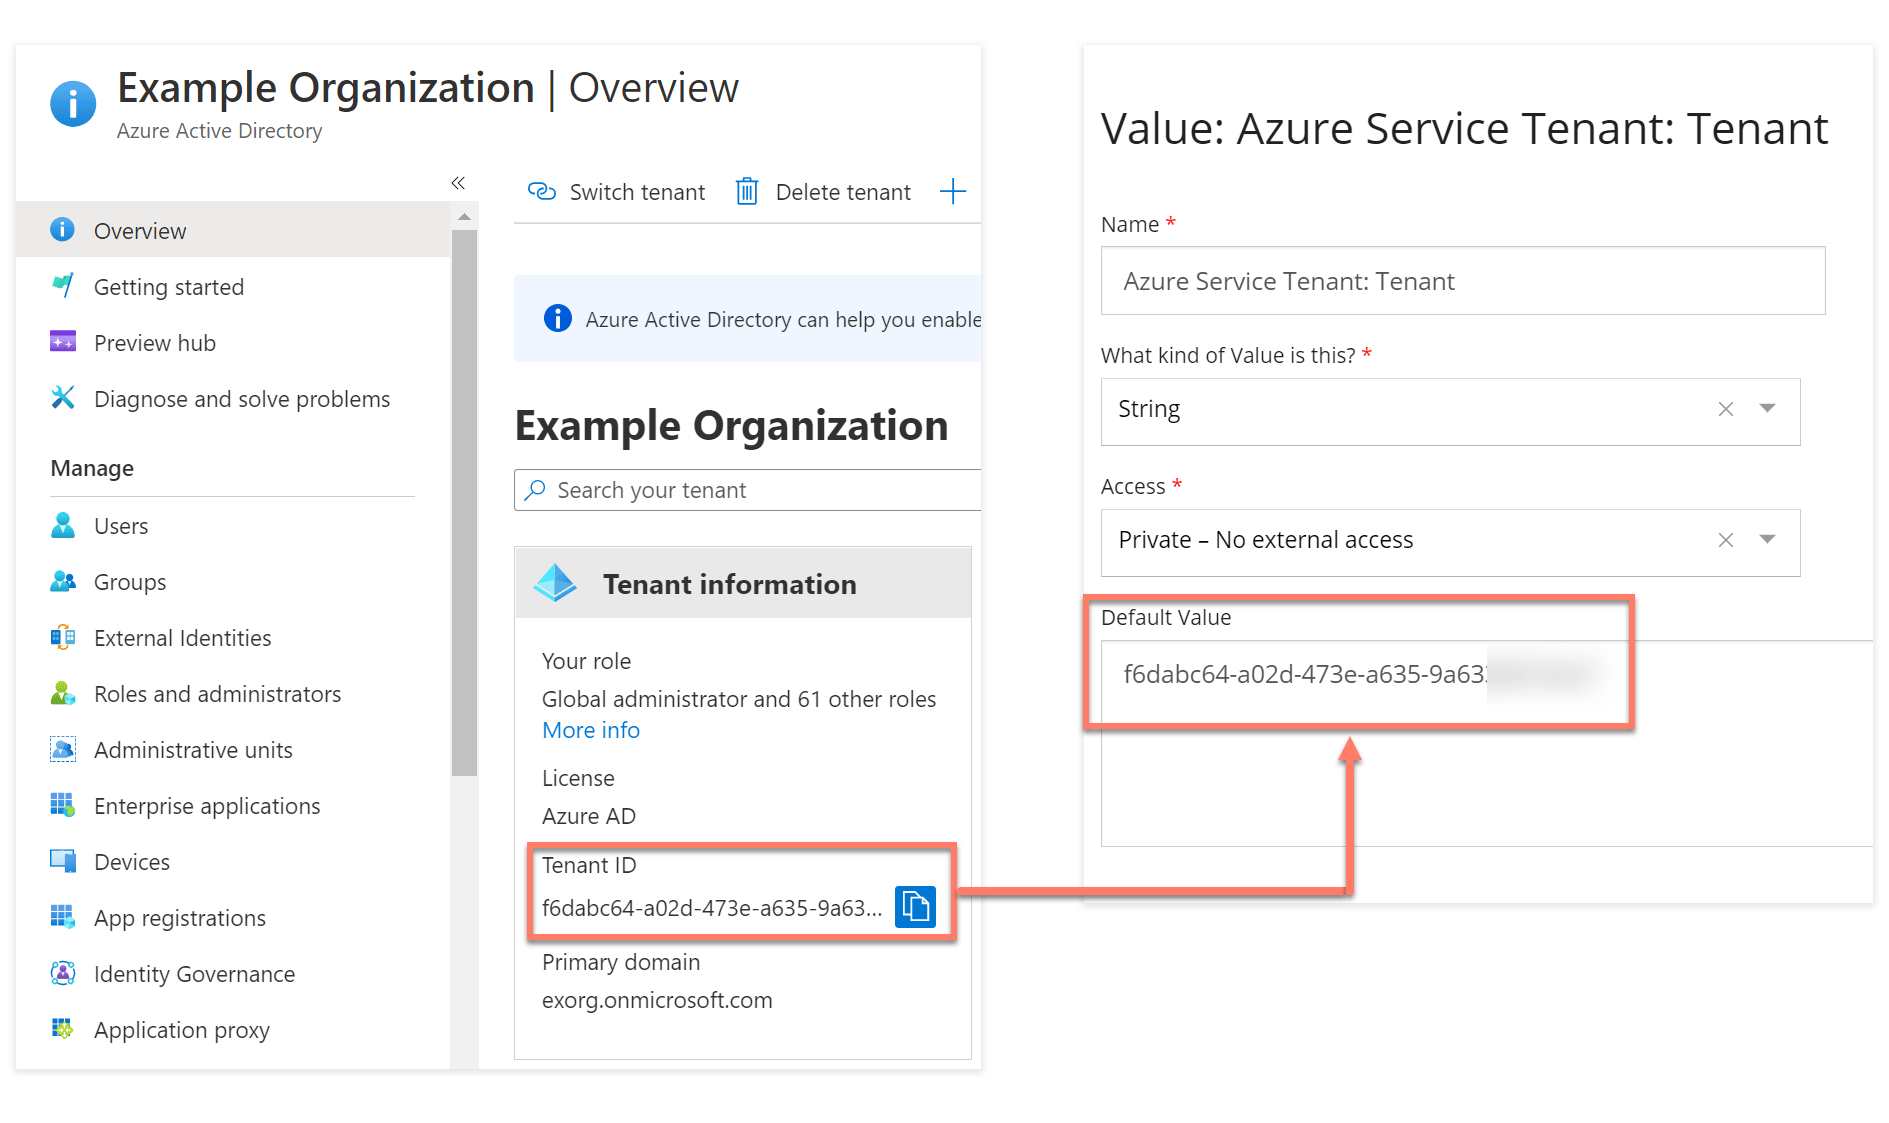 Example Organization | Overview
Azure Active Directory
«
Switch tenant
Delete tenant
Overview
Getting started
Preview hub
Diagnose and solve problems
Manage
Users
Groups
External Identities
Roles and administrators
Administrative units
Enterprise applications
Devices
App registrations
Identity Governance
Application proxy
Azure Active Directory can help you enable
Example Organization
Search your tenant
Tenant information
Your role
Global administrator and 61 other roles
More info
License
Azure AD
Tenant ID
f6dabc64-a02d-473e-a635-9a63...
Primary domain
exorg.onmicrosoft.com
Value: Azure Service Tenant: Tenant
Name *
Azure Service Tenant: Tenant
What kind of Value is this? *
String
Access *
Private – No external access
Default Value
f6dabc64-a02d-473e-a635-9a63